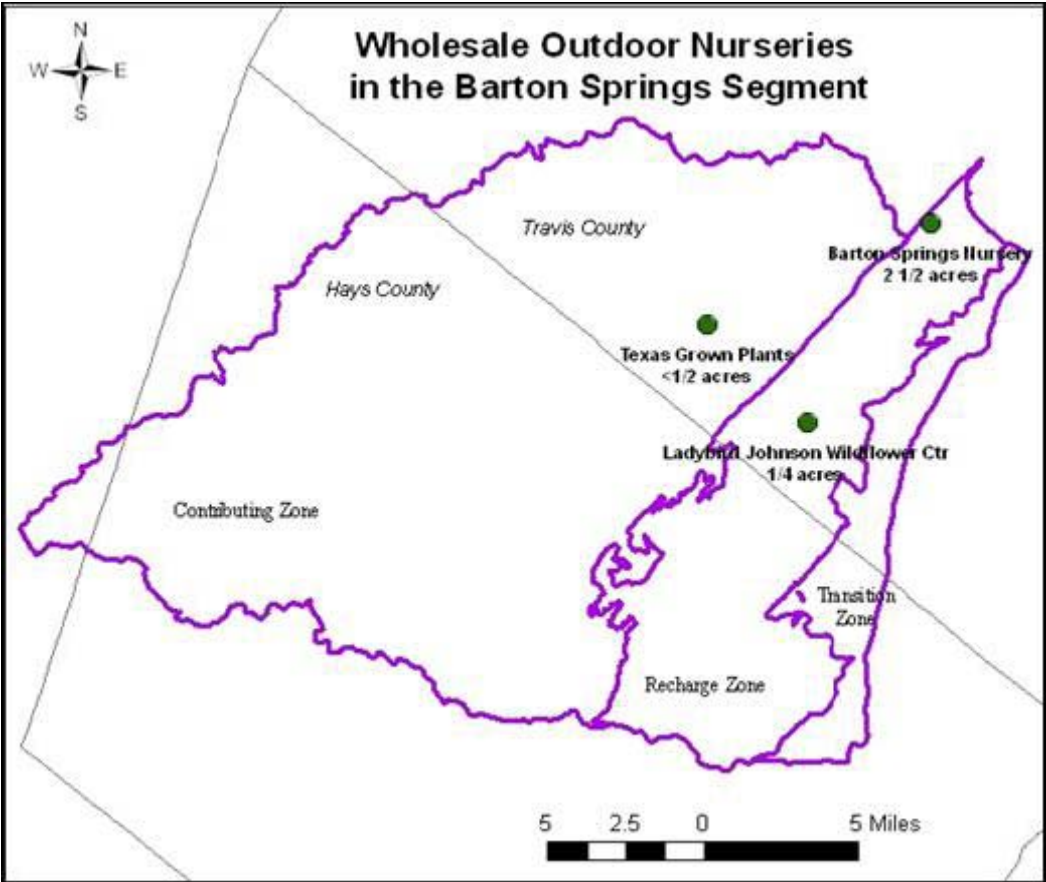 Wholesale Outdoor Nurseries
in the Barton Springs Segment
N
W
E
S
Travis County
Hays County
Barton Springs Nursery
2 1/2 acres
Texas Grown Plants
<1/2 acres
Ladybird Johnson Wildflower Ctr
1/4 acres
Contributing Zone
Transition
Zone
Recharge Zone
5 2.5 0 5 Miles